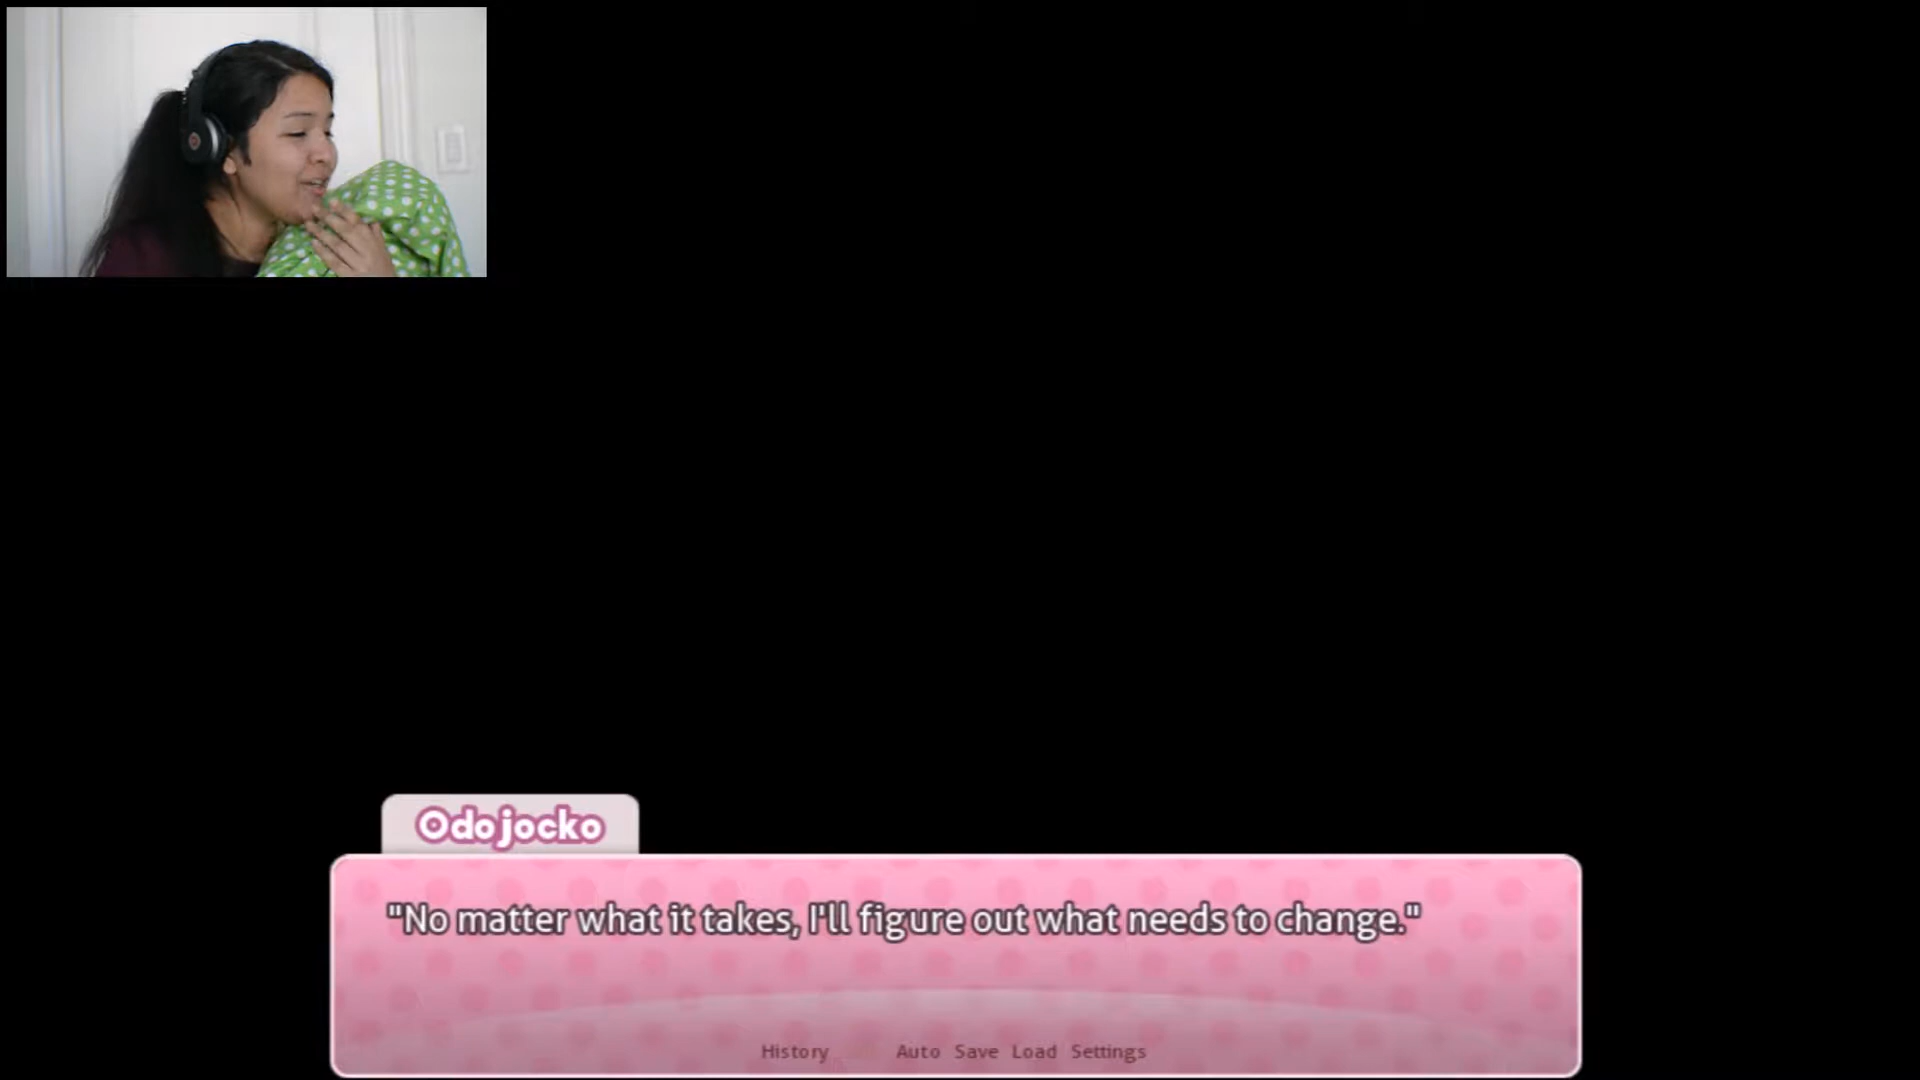 Odojocko
"No matter what it takes, I'll figure out what needs to change."
History Auto Save Load Settings